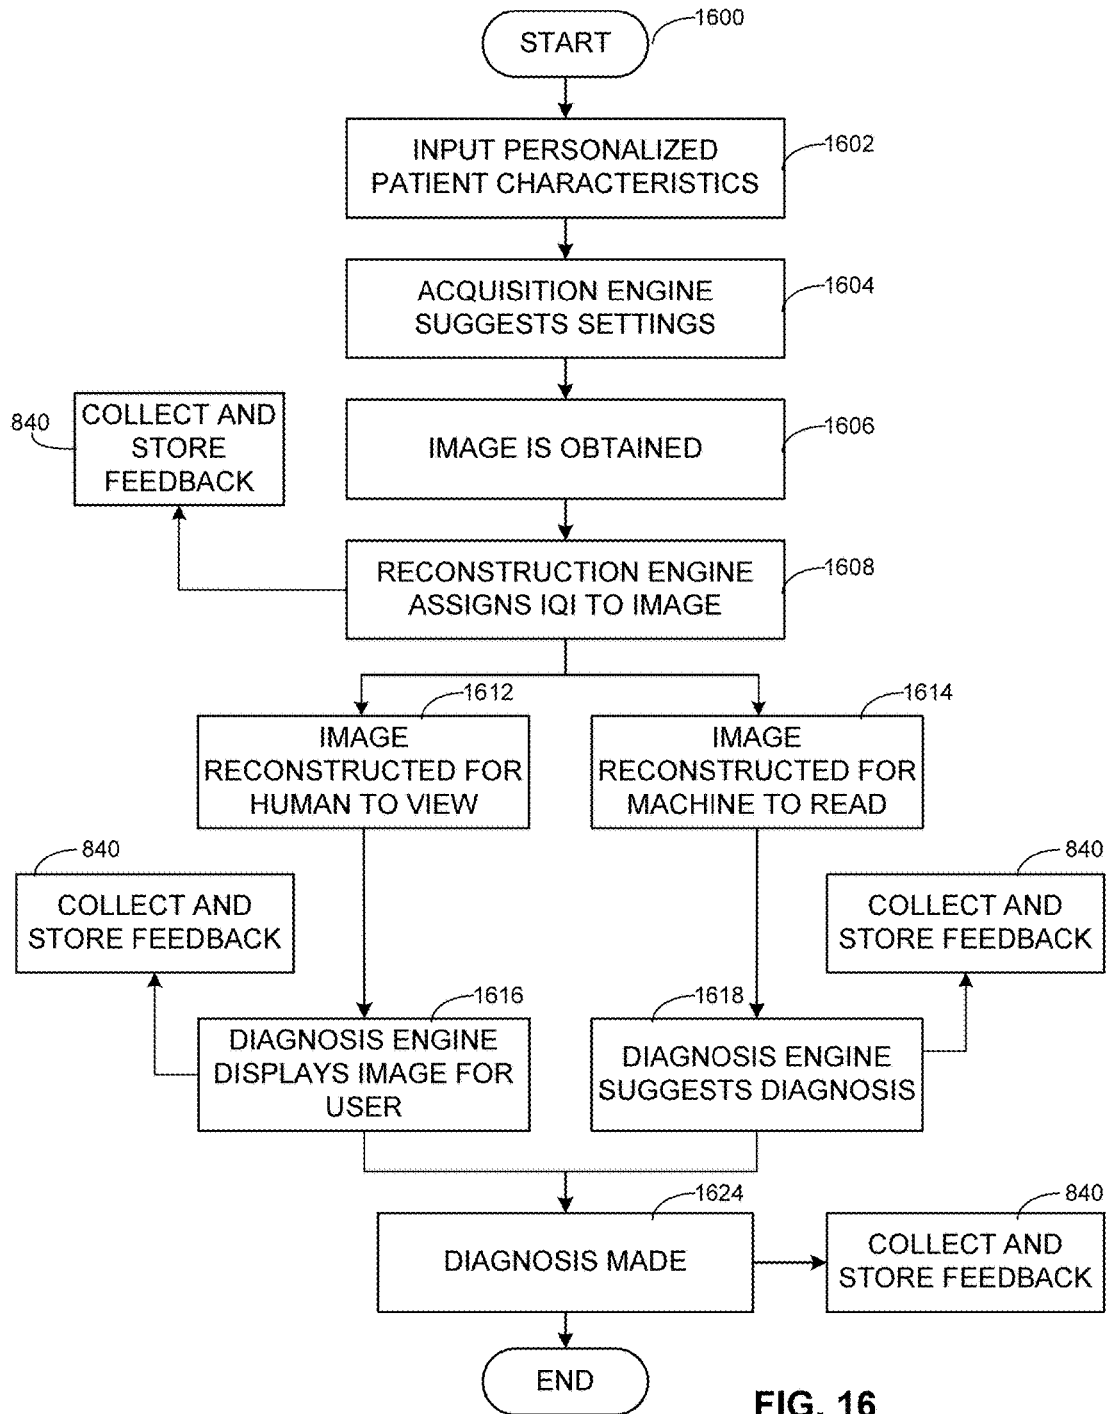 START
1600
INPUT PERSONALIZED
PATIENT CHARACTERISTICS
1602
ACQUISITION ENGINE
SUGGESTS SETTINGS
1604
840
COLLECT AND
STORE
FEEDBACK
IMAGE IS OBTAINED
1606
RECONSTRUCTION ENGINE
ASSIGNS IQI TO IMAGE
1608
1612
IMAGE
RECONSTRUCTED FOR
HUMAN TO VIEW
1614
IMAGE
RECONSTRUCTED FOR
MACHINE TO READ
840
COLLECT AND
STORE FEEDBACK
840
COLLECT AND
STORE FEEDBACK
1616
DIAGNOSIS ENGINE
DISPLAYS IMAGE FOR
USER
1618
DIAGNOSIS ENGINE
SUGGESTS DIAGNOSIS
1624
DIAGNOSIS MADE
840
COLLECT AND
STORE FEEDBACK
END
FIG. 16